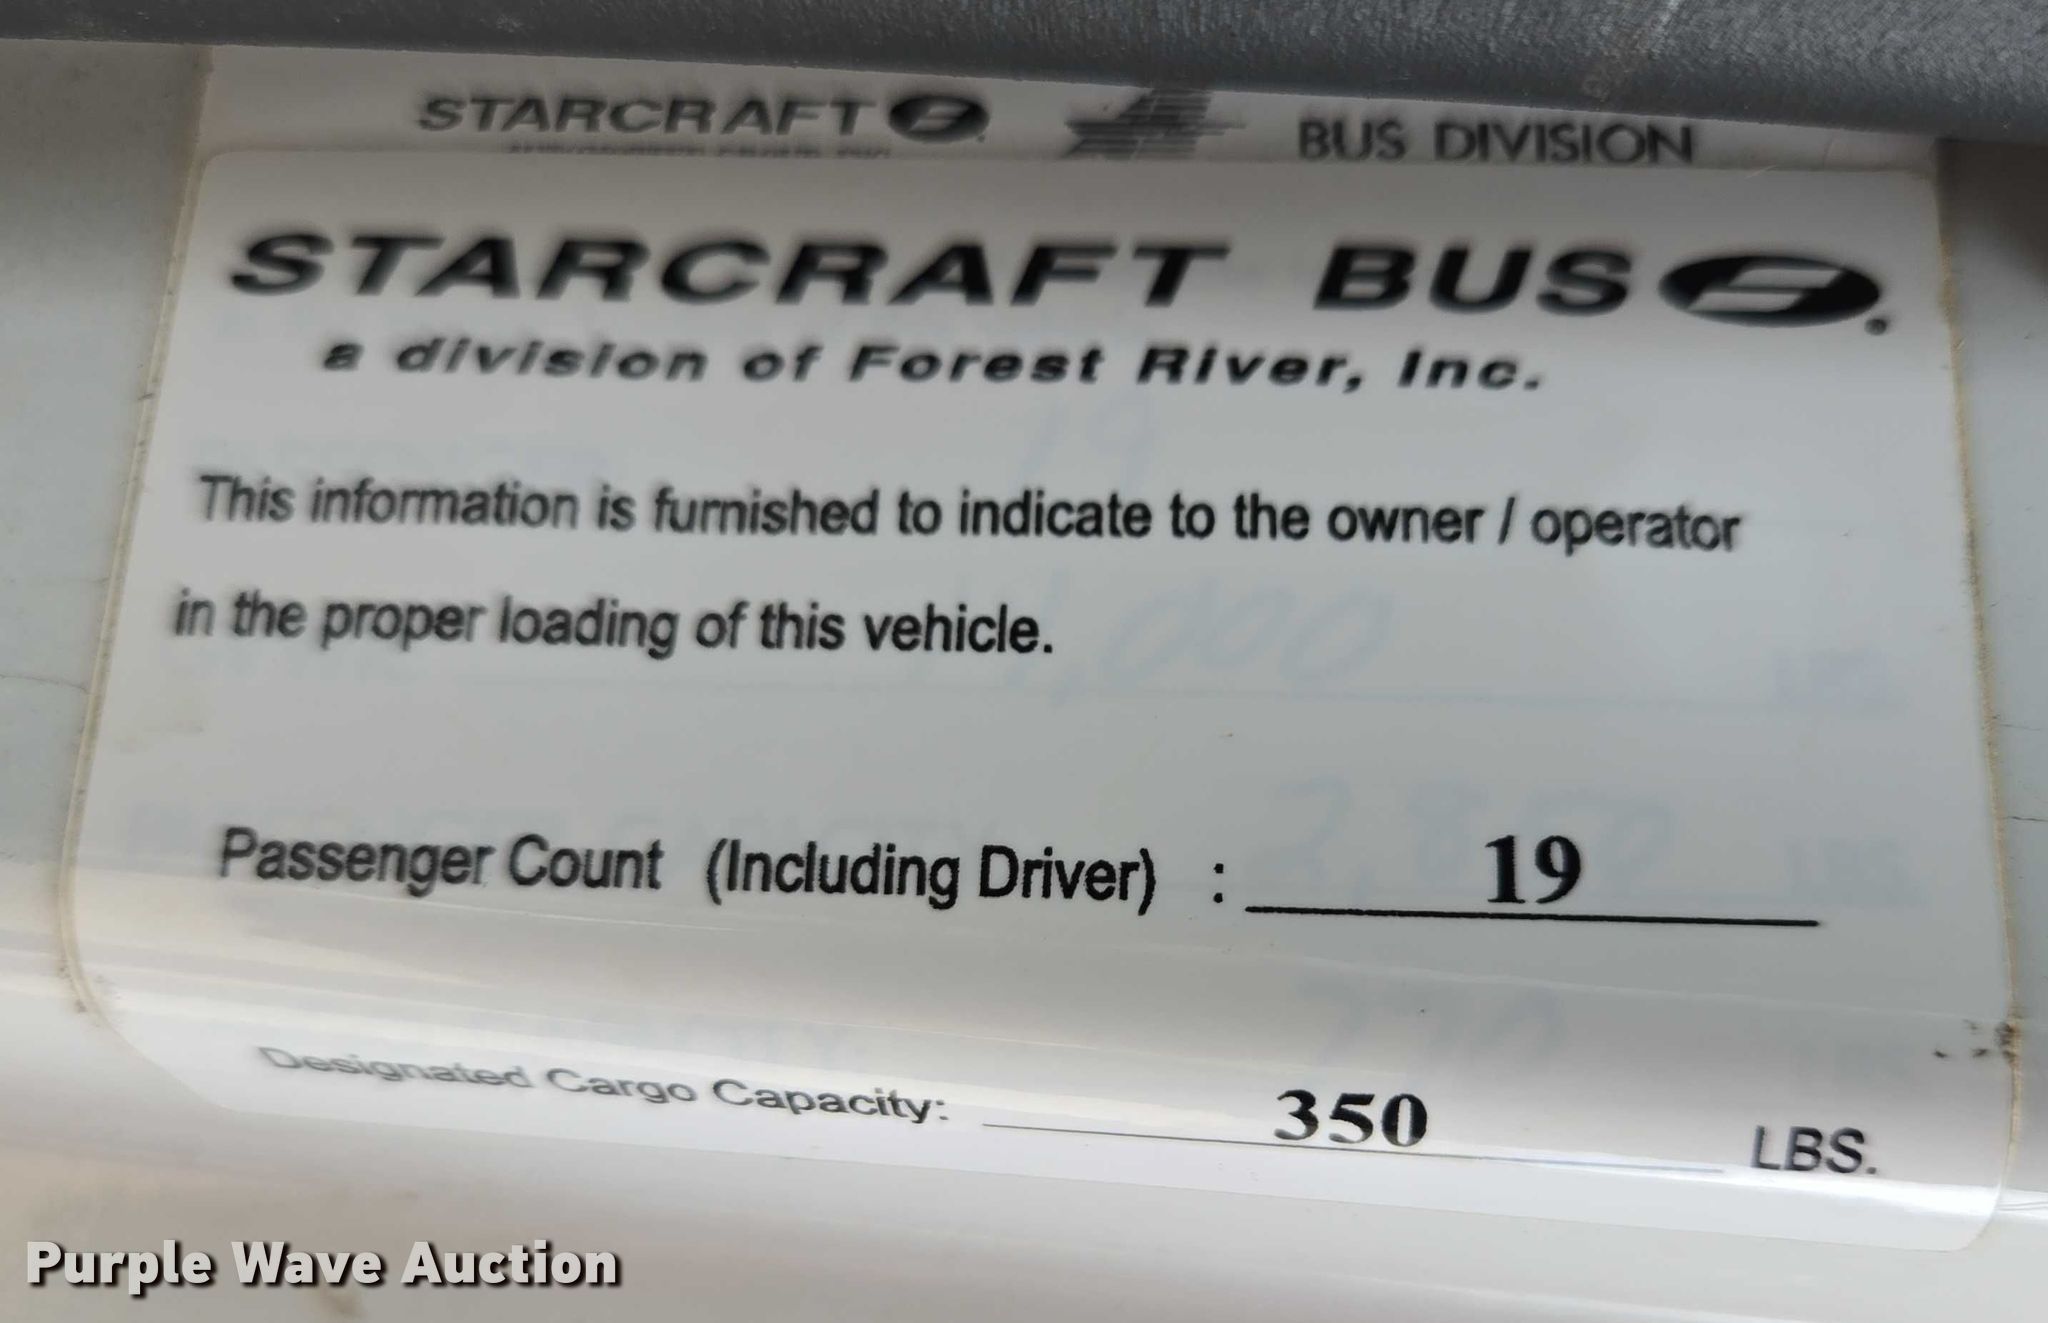 STARCRAFT BUS DIVISION
STARCRAFT BUS
a division of Forest River, Inc.
This information is furnished to indicate to the owner / operator
in the proper loading of this vehicle.
Passenger Count (Including Driver) : 19
Designated Cargo Capacity: 350 LBS.
Purple Wave Auction